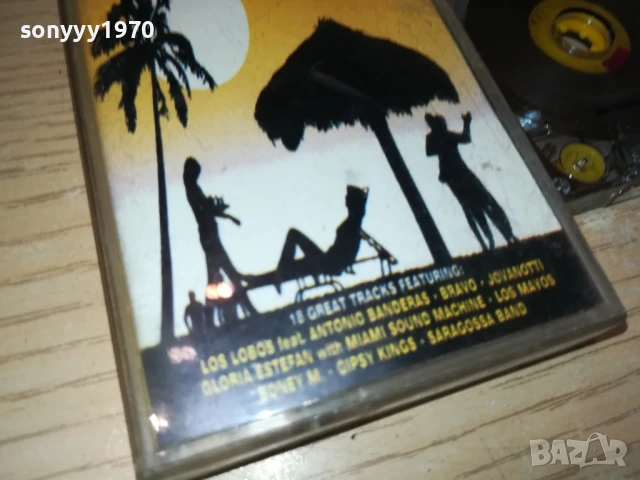 sonyyy1970
16 GREAT TRACKS FEATURING:
LOS LOBOS feat. ANTONIO BANDERAS · BRAVO · JOVANOTTI
GLORIA ESTEFAN with MIAMI SOUND MACHINE · LOS MAYOS
BONEY M. · GIPSY KINGS · SARAGOSSA BAND
BAZAR